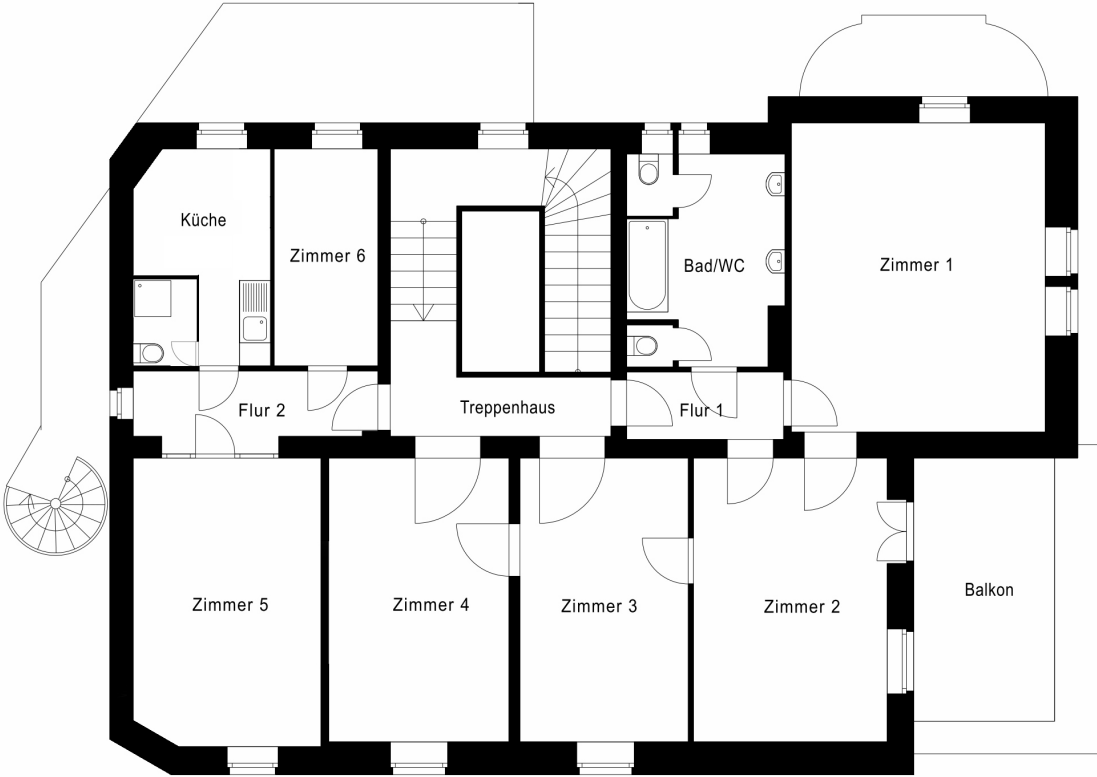 Küche
Zimmer 6
Bad/WC
Zimmer 1
Flur 2
Treppenhaus
Flur 1
Zimmer 5
Zimmer 4
Zimmer 3
Zimmer 2
Balkon